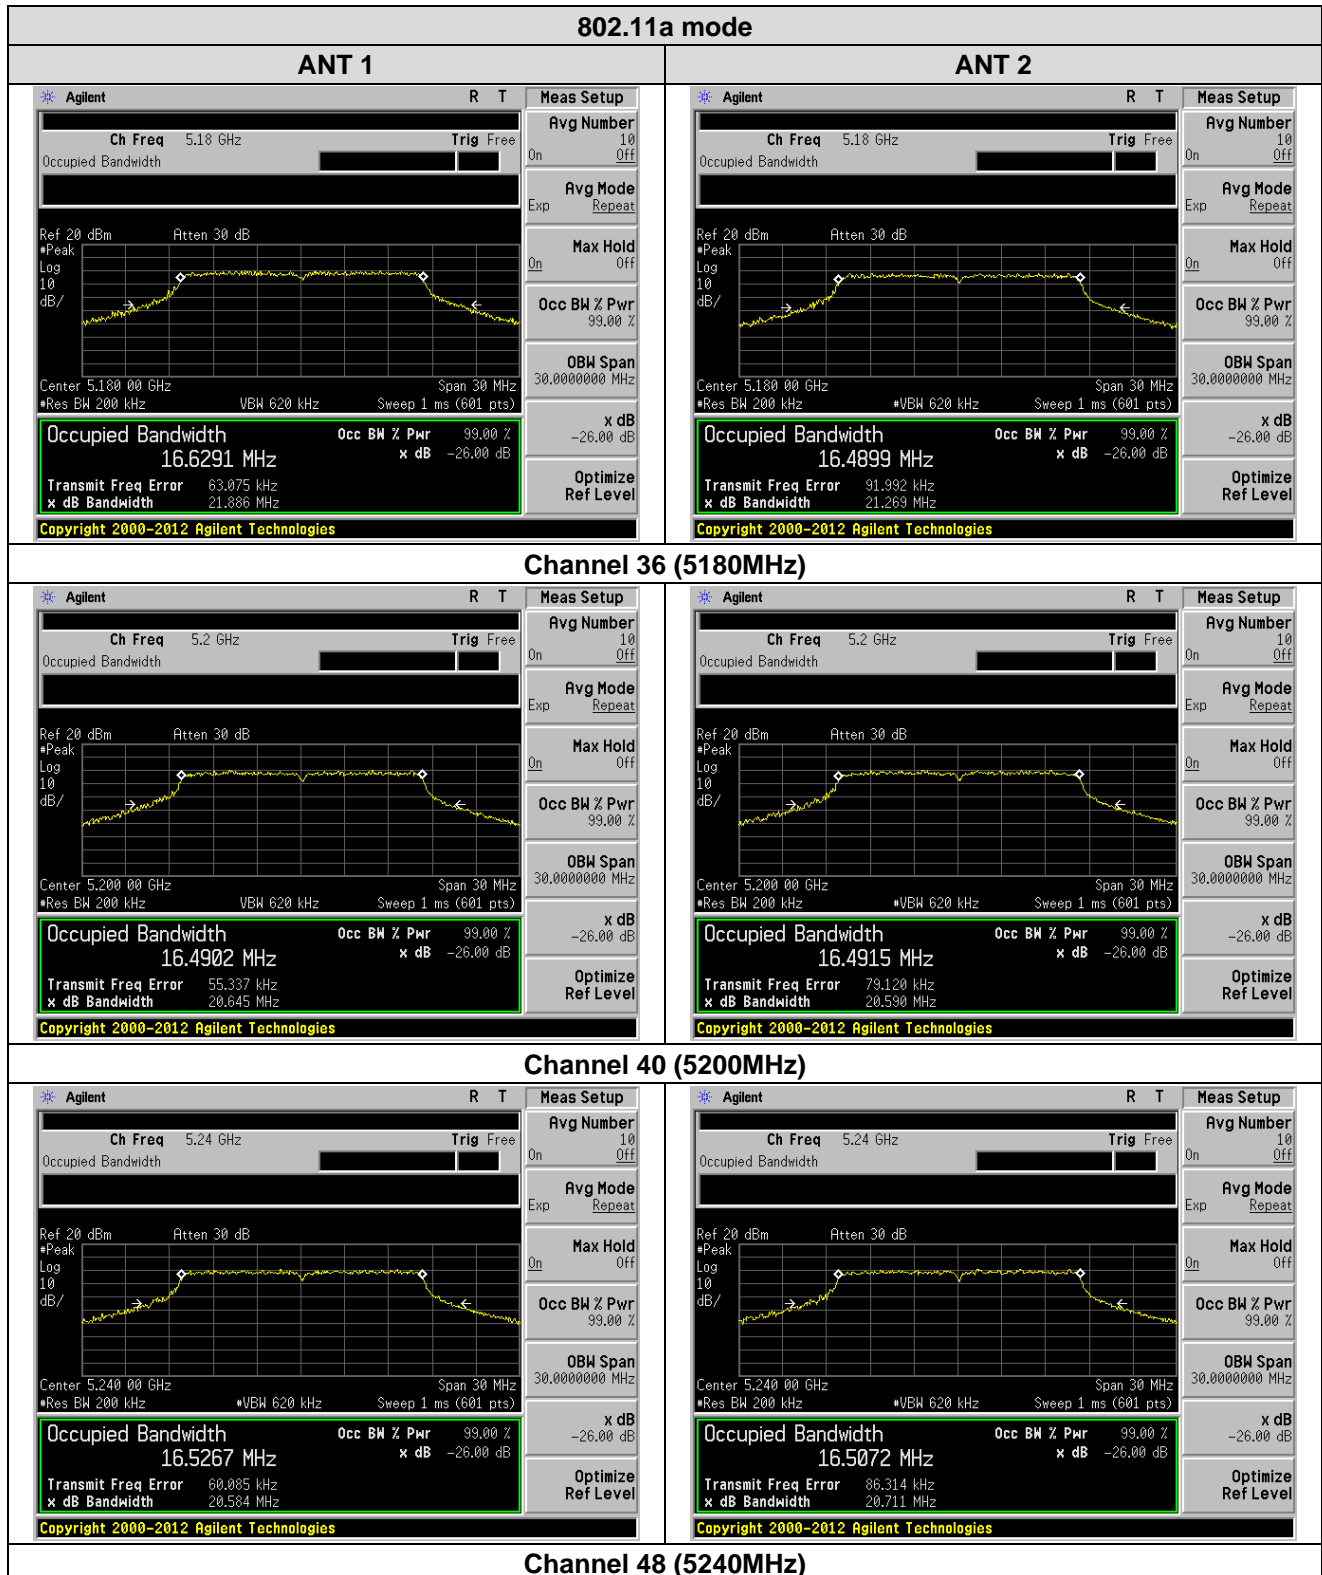 802.11a mode
ANT 1
ANT 2
Agilent R T Meas Setup
Ch Freq 5.18 GHz Trig Free
Occupied Bandwidth
Avg Number
10
On Off
Avg Mode
Exp Repeat
Ref 20 dBm Atten 30 dB
#Peak
Log
10
dB/
Max Hold
On Off
Occ BW % Pwr
99.00 %
OBW Span
30.0000000 MHz
Center 5.180 00 GHz Span 30 MHz
#Res BW 200 kHz VBW 620 kHz Sweep 1 ms (601 pts)
x dB
-26.00 dB
Occupied Bandwidth Occ BW % Pwr 99.00 %
16.6291 MHz x dB -26.00 dB
Transmit Freq Error 63.075 kHz
x dB Bandwidth 21.886 MHz
Optimize
Ref Level
Copyright 2000-2012 Agilent Technologies
Agilent R T Meas Setup
Ch Freq 5.18 GHz Trig Free
Occupied Bandwidth
Avg Number
10
On Off
Avg Mode
Exp Repeat
Ref 20 dBm Atten 30 dB
#Peak
Log
10
dB/
Max Hold
On Off
Occ BW % Pwr
99.00 %
OBW Span
30.0000000 MHz
Center 5.180 00 GHz Span 30 MHz
#Res BW 200 kHz #VBW 620 kHz Sweep 1 ms (601 pts)
x dB
-26.00 dB
Occupied Bandwidth Occ BW % Pwr 99.00 %
16.4899 MHz x dB -26.00 dB
Transmit Freq Error 91.992 kHz
x dB Bandwidth 21.269 MHz
Optimize
Ref Level
Copyright 2000-2012 Agilent Technologies
Channel 36 (5180MHz)
Agilent R T Meas Setup
Ch Freq 5.2 GHz Trig Free
Occupied Bandwidth
Avg Number
10
On Off
Avg Mode
Exp Repeat
Ref 20 dBm Atten 30 dB
#Peak
Log
10
dB/
Max Hold
On Off
Occ BW % Pwr
99.00 %
OBW Span
30.0000000 MHz
Center 5.200 00 GHz Span 30 MHz
#Res BW 200 kHz VBW 620 kHz Sweep 1 ms (601 pts)
x dB
-26.00 dB
Occupied Bandwidth Occ BW % Pwr 99.00 %
16.4902 MHz x dB -26.00 dB
Transmit Freq Error 55.337 kHz
x dB Bandwidth 20.645 MHz
Optimize
Ref Level
Copyright 2000-2012 Agilent Technologies
Agilent R T Meas Setup
Ch Freq 5.2 GHz Trig Free
Occupied Bandwidth
Avg Number
10
On Off
Avg Mode
Exp Repeat
Ref 20 dBm Atten 30 dB
#Peak
Log
10
dB/
Max Hold
On Off
Occ BW % Pwr
99.00 %
OBW Span
30.0000000 MHz
Center 5.200 00 GHz Span 30 MHz
#Res BW 200 kHz #VBW 620 kHz Sweep 1 ms (601 pts)
x dB
-26.00 dB
Occupied Bandwidth Occ BW % Pwr 99.00 %
16.4915 MHz x dB -26.00 dB
Transmit Freq Error 79.120 kHz
x dB Bandwidth 20.590 MHz
Optimize
Ref Level
Copyright 2000-2012 Agilent Technologies
Channel 40 (5200MHz)
Agilent R T Meas Setup
Ch Freq 5.24 GHz Trig Free
Occupied Bandwidth
Avg Number
10
On Off
Avg Mode
Exp Repeat
Ref 20 dBm Atten 30 dB
#Peak
Log
10
dB/
Max Hold
On Off
Occ BW % Pwr
99.00 %
OBW Span
30.0000000 MHz
Center 5.240 00 GHz Span 30 MHz
#Res BW 200 kHz #VBW 620 kHz Sweep 1 ms (601 pts)
x dB
-26.00 dB
Occupied Bandwidth Occ BW % Pwr 99.00 %
16.5267 MHz x dB -26.00 dB
Transmit Freq Error 60.085 kHz
x dB Bandwidth 20.584 MHz
Optimize
Ref Level
Copyright 2000-2012 Agilent Technologies
Agilent R T Meas Setup
Ch Freq 5.24 GHz Trig Free
Occupied Bandwidth
Avg Number
10
On Off
Avg Mode
Exp Repeat
Ref 20 dBm Atten 30 dB
#Peak
Log
10
dB/
Max Hold
On Off
Occ BW % Pwr
99.00 %
OBW Span
30.0000000 MHz
Center 5.240 00 GHz Span 30 MHz
#Res BW 200 kHz #VBW 620 kHz Sweep 1 ms (601 pts)
x dB
-26.00 dB
Occupied Bandwidth Occ BW % Pwr 99.00 %
16.5072 MHz x dB -26.00 dB
Transmit Freq Error 86.314 kHz
x dB Bandwidth 20.711 MHz
Optimize
Ref Level
Copyright 2000-2012 Agilent Technologies
Channel 48 (5240MHz)